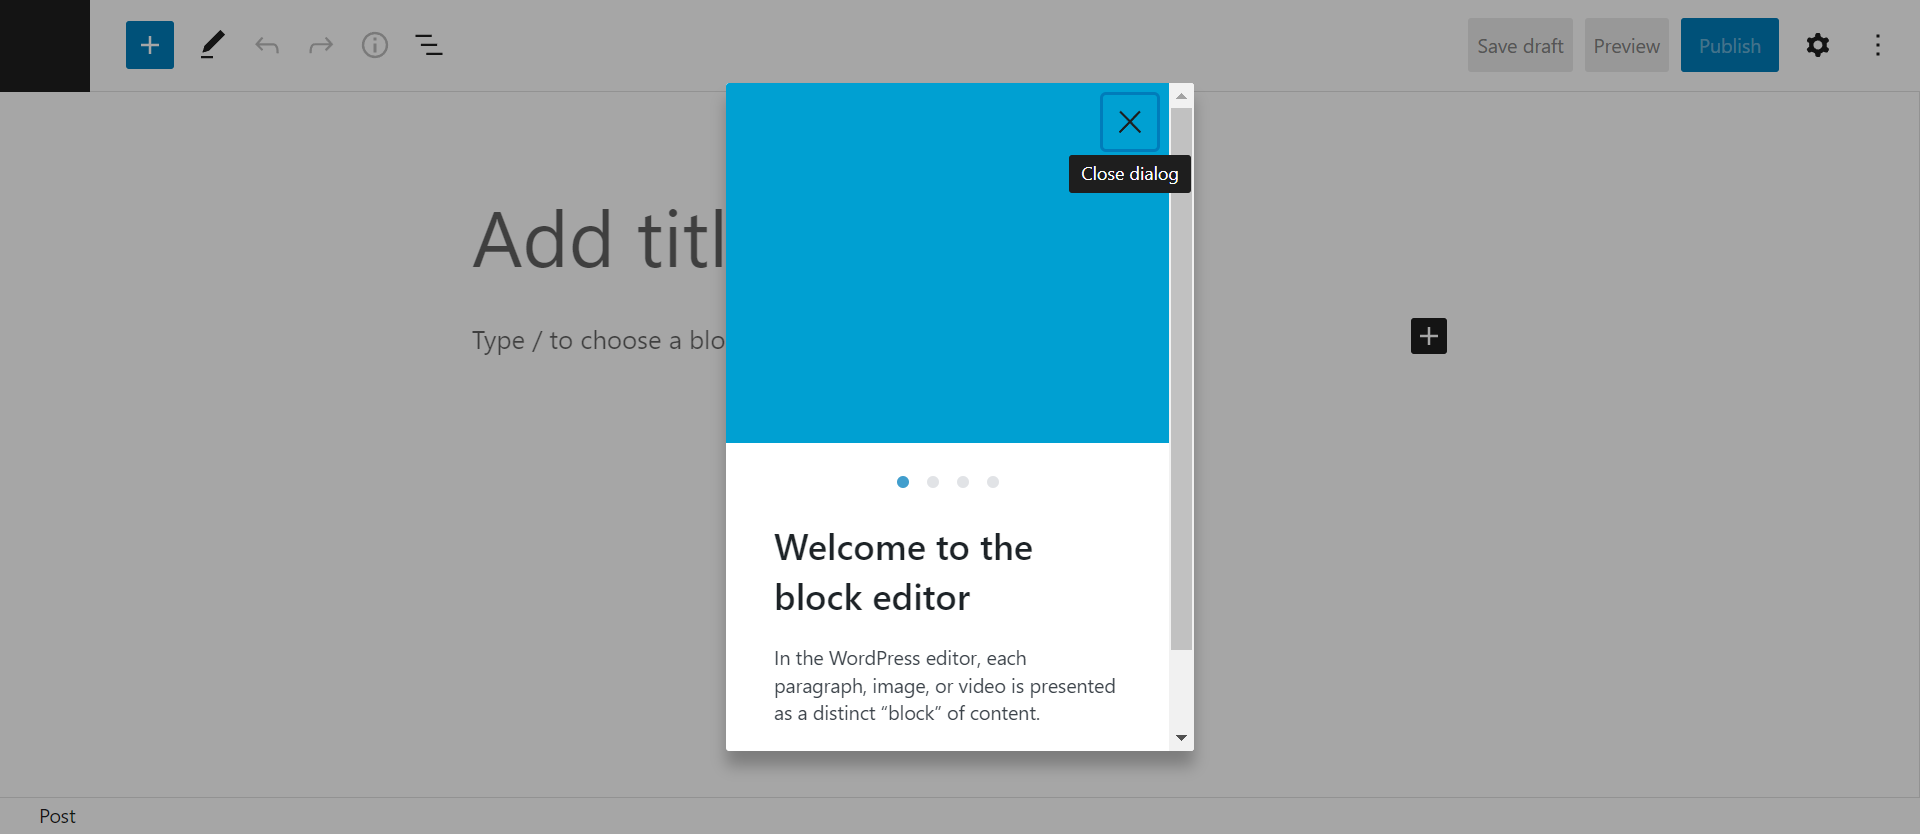 Save draft
Preview
Publish
Close dialog
Add titl
Type / to choose a blo
Welcome to the
block editor
In the WordPress editor, each
paragraph, image, or video is presented
as a distinct “block” of content.
Post